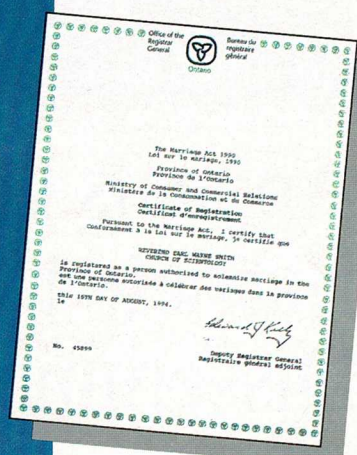 Office of the
Registrar
General
Bureau du
registraire
général
Ontario
The Marriage Act 1990
Loi sur le mariage, 1990
Province of Ontario
Province de l'Ontario
Ministry of Consumer and Commercial Relations
Ministère de la Consommation et du Commerce
Certificate of Registration
Certificat d'enregistrement
Pursuant to the Marriage Act, I certify that
Conformément à la Loi sur le mariage, je certifie que
REVEREND EARL WAYNE SMITH
CHURCH OF SCIENTOLOGY
is registered as a person authorized to solemnize marriage in the
Province of Ontario.
est une personne autorisée à célébrer des mariages dans la province
de l'Ontario.
this 15TH DAY OF AUGUST, 1994.
le
No. 45899
Deputy Registrar General
Registraire général adjoint